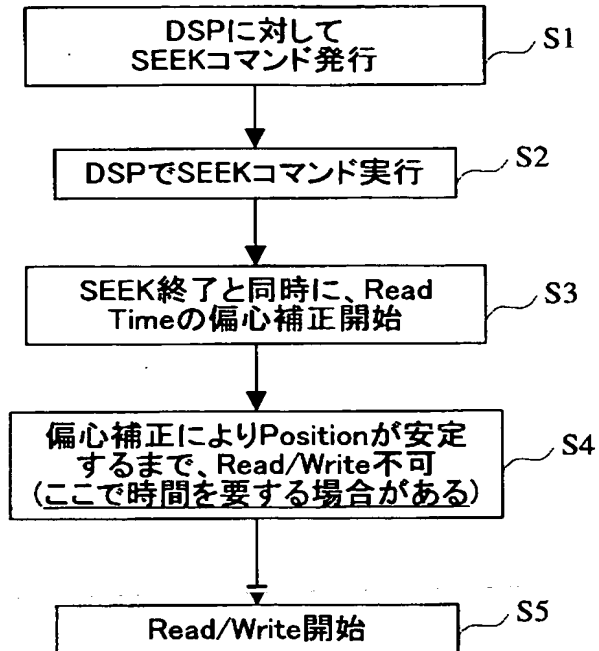 DSPに対して
SEEKコマンド発行
S1
DSPでSEEKコマンド実行
S2
SEEK終了と同時に、Read
Timeの偏心補正開始
S3
偏心補正によりPositionが安定
するまで、Read/Write不可
(ここで時間を要する場合がある)
S4
Read/Write開始
S5